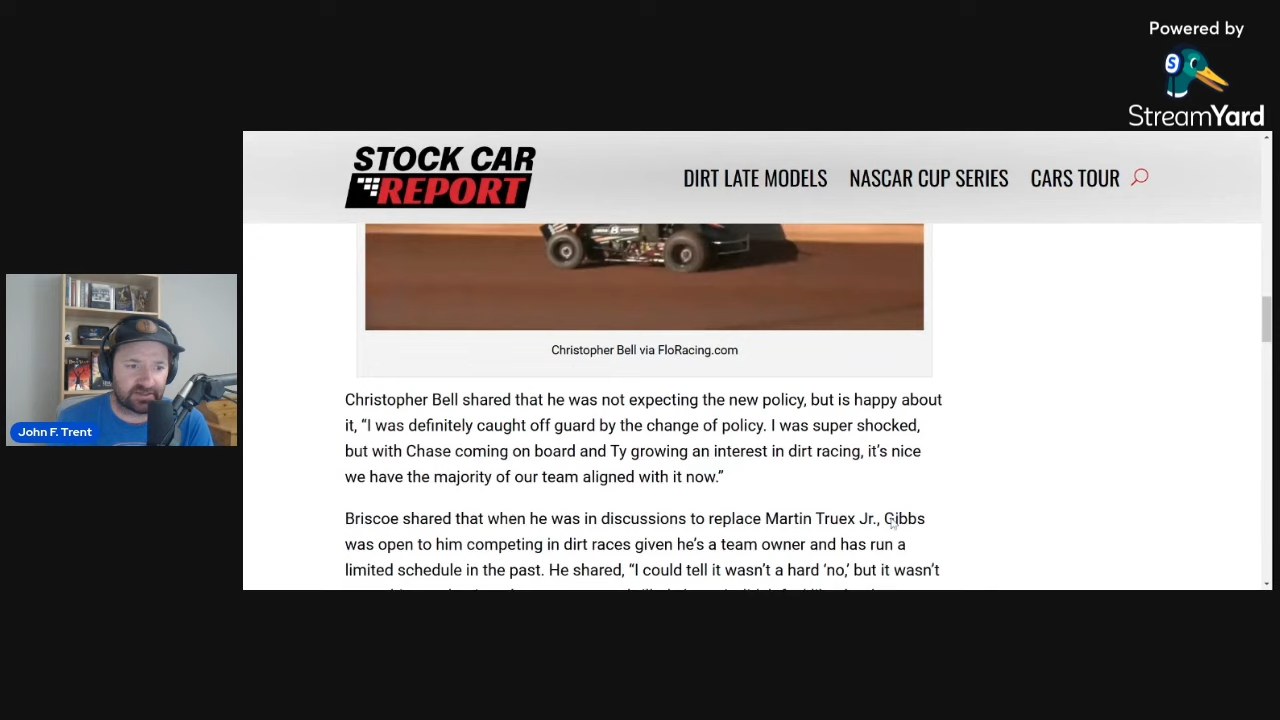 Powered by
S
StreamYard
STOCK CAR
REPORT
DIRT LATE MODELS NASCAR CUP SERIES CARS TOUR
Christopher Bell via FloRacing.com
Christopher Bell shared that he was not expecting the new policy, but is happy about
it, “I was definitely caught off guard by the change of policy. I was super shocked,
but with Chase coming on board and Ty growing an interest in dirt racing, it’s nice
we have the majority of our team aligned with it now.”
Briscoe shared that when he was in discussions to replace Martin Truex Jr., Gibbs
was open to him competing in dirt races given he’s a team owner and has run a
limited schedule in the past. He shared, “I could tell it wasn’t a hard ‘no,’ but it wasn’t
John F. Trent